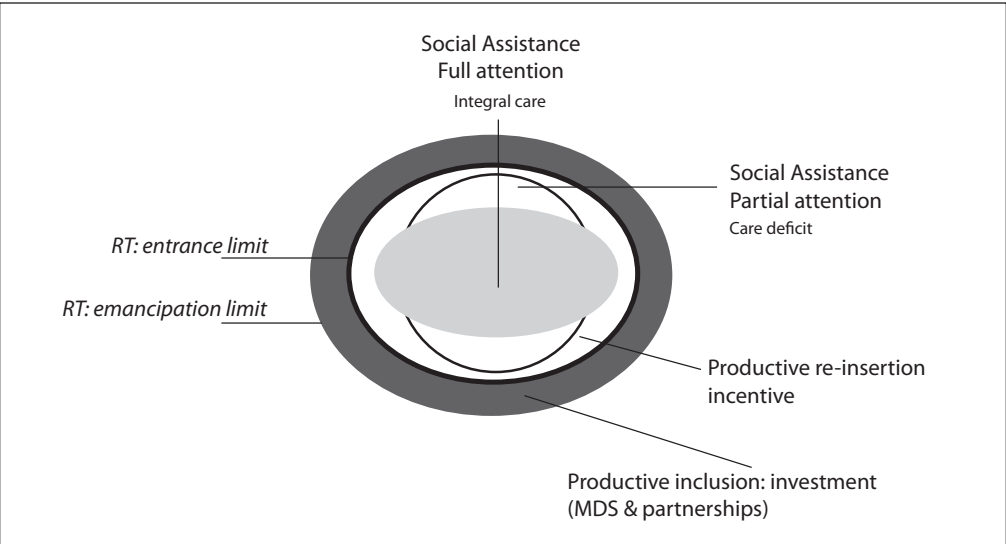 Social Assistance
Full attention
Integral care
Social Assistance
Partial attention
Care deficit
RT: entrance limit
RT: emancipation limit
Productive re-insertion
incentive
Productive inclusion: investment
(MDS & partnerships)